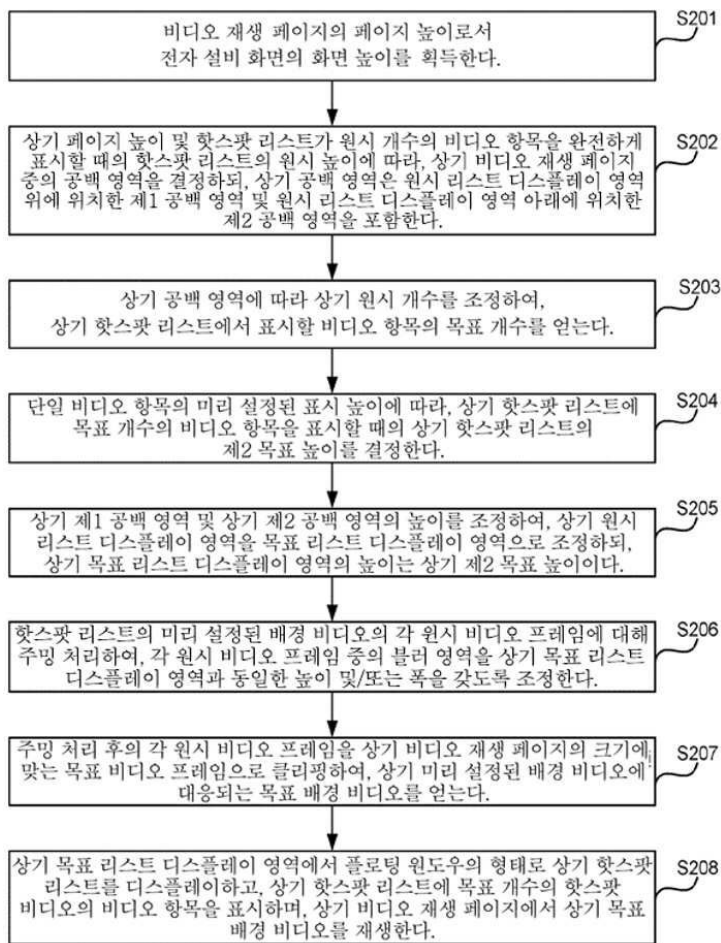 비디오 재생 페이지의 페이지 높이로서
전자 설비 화면의 화면 높이를 획득한다.
S201
상기 페이지 높이 및 핫스팟 리스트가 원시 개수의 비디오 항목을 완전하게
표시할 때의 핫스팟 리스트의 원시 높이에 따라, 상기 비디오 재생 페이지
중의 공백 영역을 결정하되, 상기 공백 영역은 원시 리스트 디스플레이 영역
위에 위치한 제1 공백 영역 및 원시 리스트 디스플레이 영역 아래에 위치한
제2 공백 영역을 포함한다.
S202
상기 공백 영역에 따라 상기 원시 개수를 조정하여,
상기 핫스팟 리스트에서 표시할 비디오 항목의 목표 개수를 얻는다.
S203
단일 비디오 항목의 미리 설정된 표시 높이에 따라, 상기 핫스팟 리스트에
목표 개수의 비디오 항목을 표시할 때의 상기 핫스팟 리스트의
제2 목표 높이를 결정한다.
S204
상기 제1 공백 영역 및 상기 제2 공백 영역의 높이를 조정하여, 상기 원시
리스트 디스플레이 영역을 목표 리스트 디스플레이 영역으로 조정하되,
상기 목표 리스트 디스플레이 영역의 높이는 상기 제2 목표 높이이다.
S205
핫스팟 리스트의 미리 설정된 배경 비디오의 각 원시 비디오 프레임에 대해
주밍 처리하여, 각 원시 비디오 프레임 중의 블러 영역을 상기 목표 리스트
디스플레이 영역과 동일한 높이 및/또는 폭을 갖도록 조정한다.
S206
주밍 처리 후의 각 원시 비디오 프레임을 상기 비디오 재생 페이지의 크기에
맞는 목표 비디오 프레임으로 클리핑하여, 상기 미리 설정된 배경 비디오에
대응되는 목표 배경 비디오를 얻는다.
S207
상기 목표 리스트 디스플레이 영역에서 플로팅 윈도우의 형태로 상기 핫스팟
리스트를 디스플레이하고, 상기 핫스팟 리스트에 목표 개수의 핫스팟
비디오의 비디오 항목을 표시하며, 상기 비디오 재생 페이지에서 상기 목표
배경 비디오를 재생한다.
S208